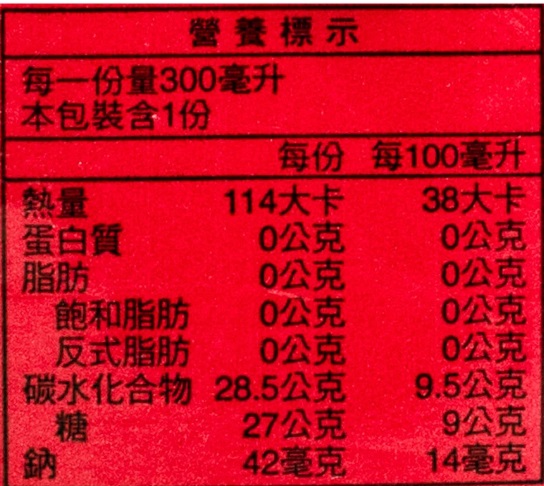 營養標示
每一份量300毫升
本包裝含1份
每份 每100毫升
熱量 114大卡 38大卡
蛋白質 0公克 0公克
脂肪 0公克 0公克
飽和脂肪 0公克 0公克
反式脂肪 0公克 0公克
碳水化合物 28.5公克 9.5公克
糖 27公克 9公克
鈉 42毫克 14毫克